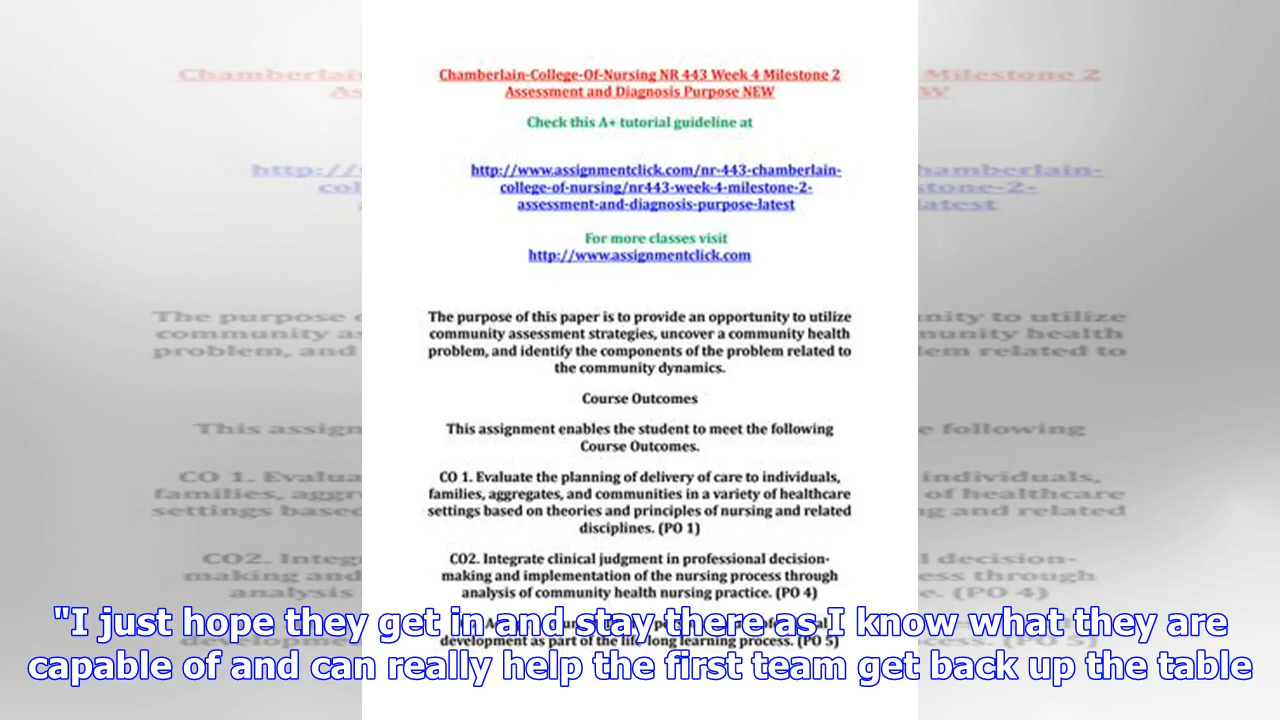 Chamberlain-College-Of-Nursing NR 443 Week 4 Milestone 2
Assessment and Diagnosis Purpose NEW
Check this A+ tutorial guideline at
http://www.assignmentclick.com/nr-443-chamberlain-
college-of-nursing/nr443-week-4-milestone-2-
assessment-and-diagnosis-purpose-latest
For more classes visit
http://www.assignmentclick.com
The purpose of this paper is to provide an opportunity to utilize
community assessment strategies, uncover a community health
problem, and identify the components of the problem related to
the community dynamics.
Course Outcomes
This assignment enables the student to meet the following
Course Outcomes.
CO 1. Evaluate the planning of delivery of care to individuals,
families, aggregates, and communities in a variety of healthcare
settings based on theories and principles of nursing and related
disciplines. (PO 1)
CO2. Integrate clinical judgment in professional decision-
making and implementation of the nursing process through
analysis of community health nursing practice. (PO 4)
development as part of the life-long learning process. (PO 5)
"I just hope they get in and stay there as I know what they are
capable of and can really help the first team get back up the table